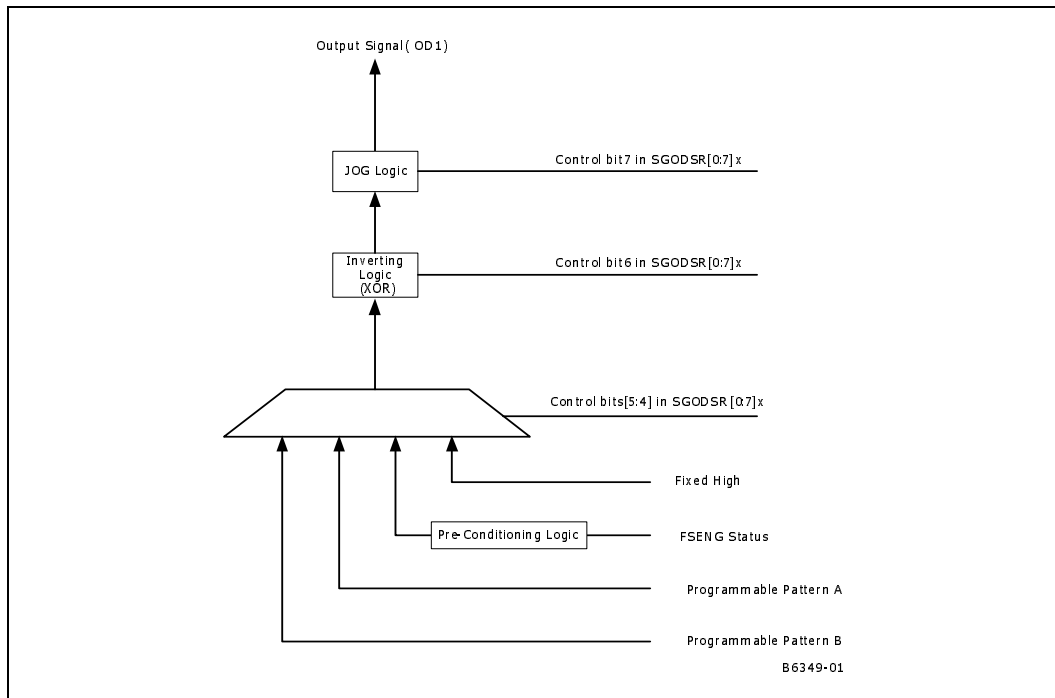 Output Signal( OD1)
JOG Logic
Control bit7 in SGODSR[0:7]x
Inverting
Logic
(XOR)
Control bit6 in SGODSR[0:7]x
Control bits[5:4] in SGODSR[0:7]x
Fixed High
Pre-Conditioning Logic
FSENG Status
Programmable Pattern A
Programmable Pattern B
B6349-01